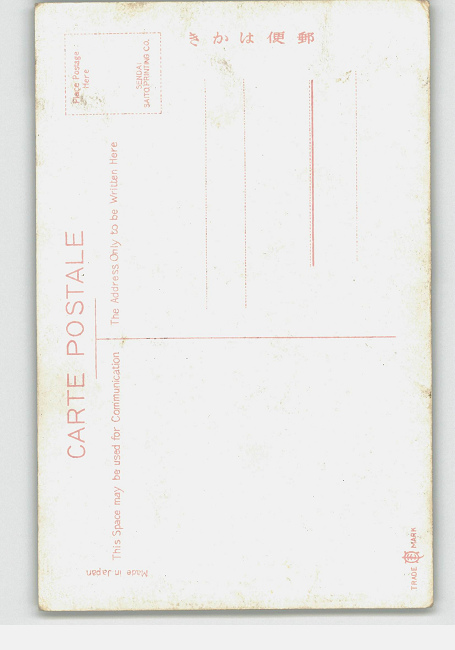 郵便はかき
Place Postage
Here
SENDAI
SAITO.PRINTING CO.
CARTE POSTALE
The Address Only to be Written Here
This Space may be used for Communication
Made in Japan
TRADE MARK